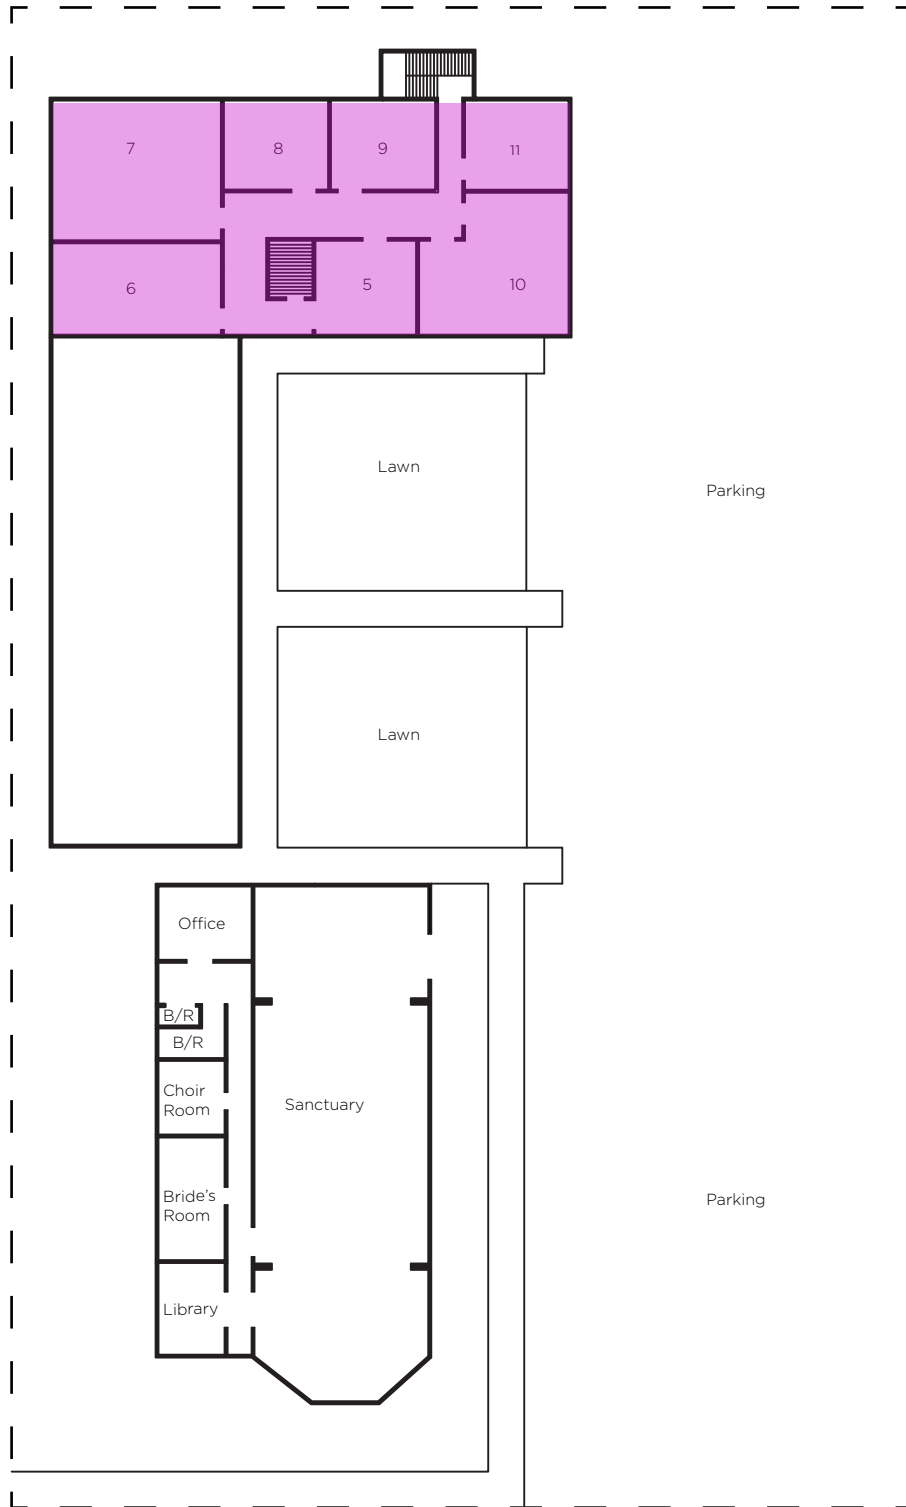 7
8
9
11
6
5
10
Lawn
Parking
Lawn
Office
B/R
B/R
Choir
Room
Sanctuary
Bride's
Room
Parking
Library